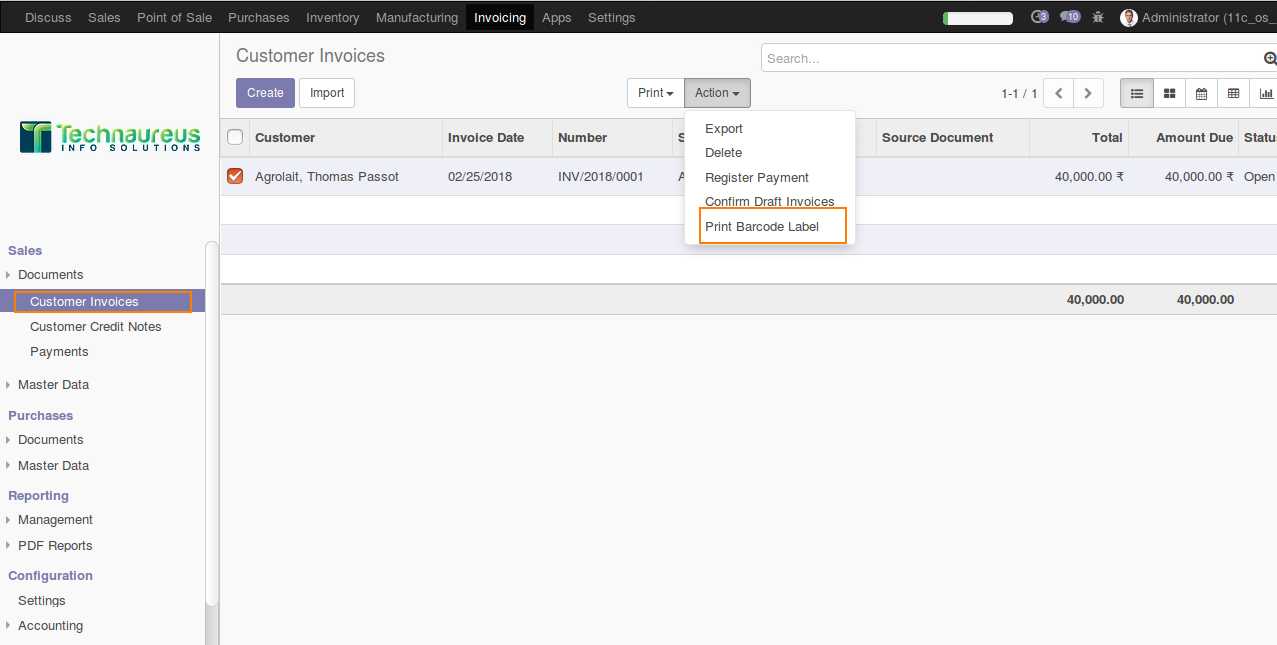 Discuss Sales Point of Sale Purchases Inventory Manufacturing Invoicing Apps Settings 3 10 Administrator (11c_os_
Customer Invoices
Search...
Create Import Print Action 1-1 / 1
Export
Delete
Register Payment
Confirm Draft Invoices
Print Barcode Label
Customer Invoice Date Number S Source Document Total Amount Due Statu
Agrolait, Thomas Passot 02/25/2018 INV/2018/0001 A 40,000.00 ₹ 40,000.00 ₹ Open
40,000.00 40,000.00
Technaureus
INFO SOLUTIONS
Sales
Documents
Customer Invoices
Customer Credit Notes
Payments
Master Data
Purchases
Documents
Master Data
Reporting
Management
PDF Reports
Configuration
Settings
Accounting